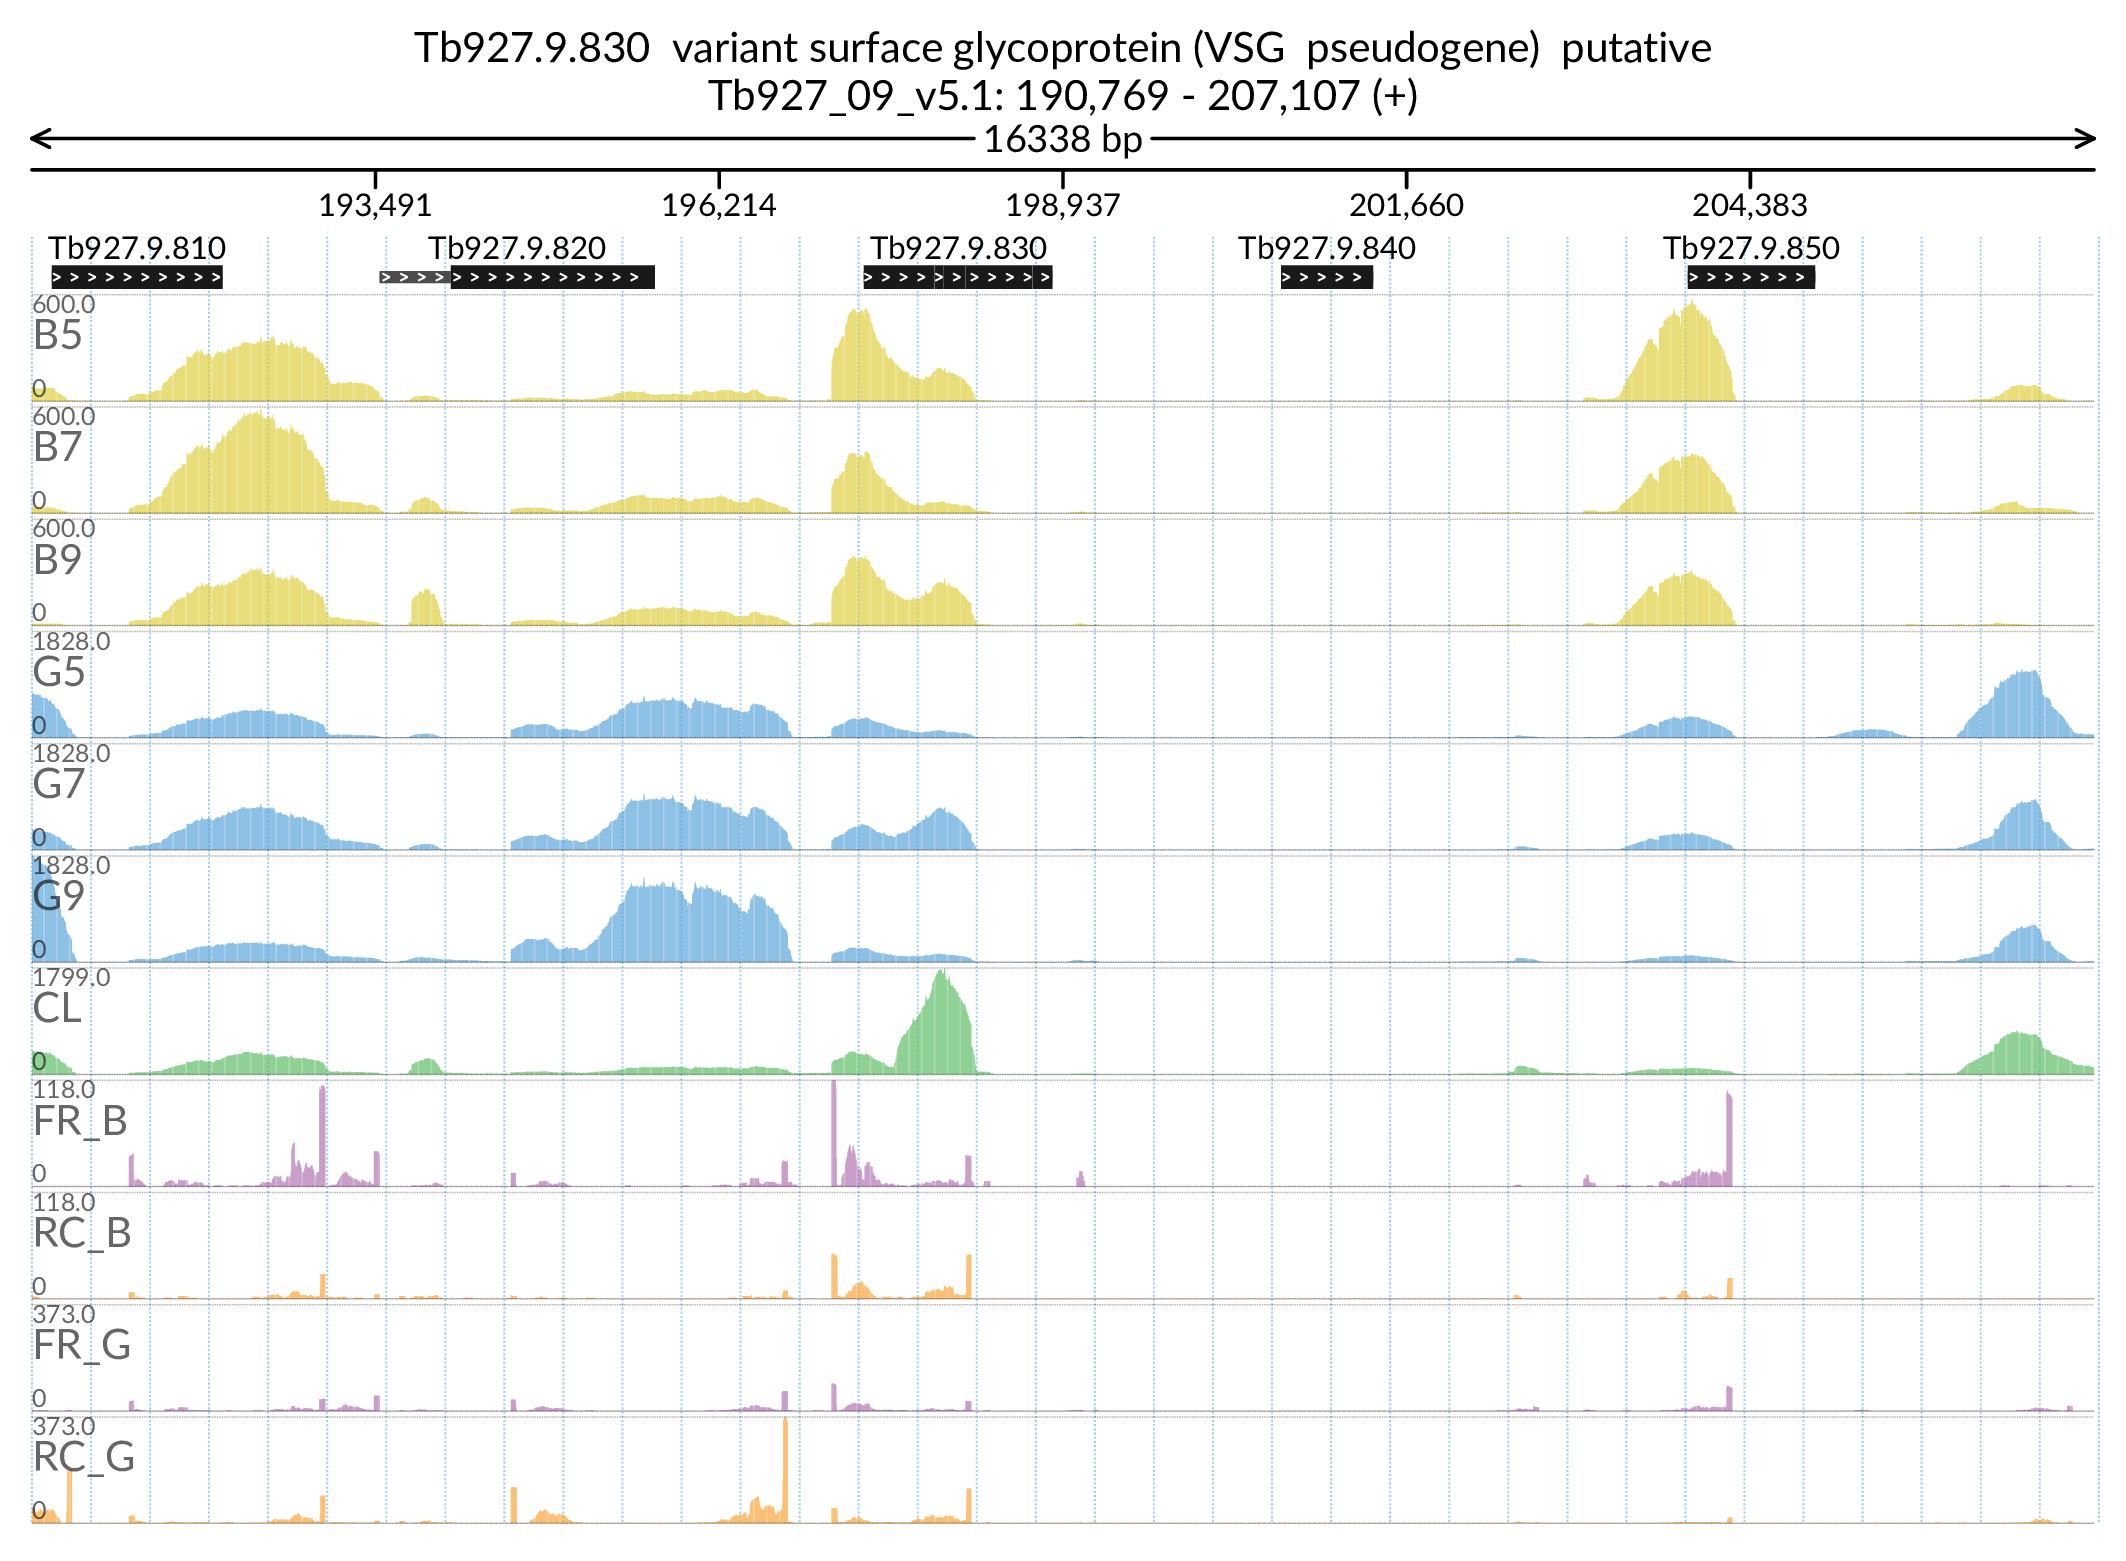 Tb927.9.830 variant surface glycoprotein (VSG pseudogene) putative
Tb927_09_v5.1: 190,769 - 207,107 (+)
16338 bp
193,491 196,214 198,937 201,660 204,383
Tb927.9.810 Tb927.9.820 Tb927.9.830 Tb927.9.840 Tb927.9.850
600.0
B5
0
600.0
B7
0
600.0
B9
0
1828.0
G5
0
1828.0
G7
0
1828.0
G9
0
1799.0
CL
0
118.0
FR_B
0
118.0
RC_B
0
373.0
FR_G
0
373.0
RC_G
0